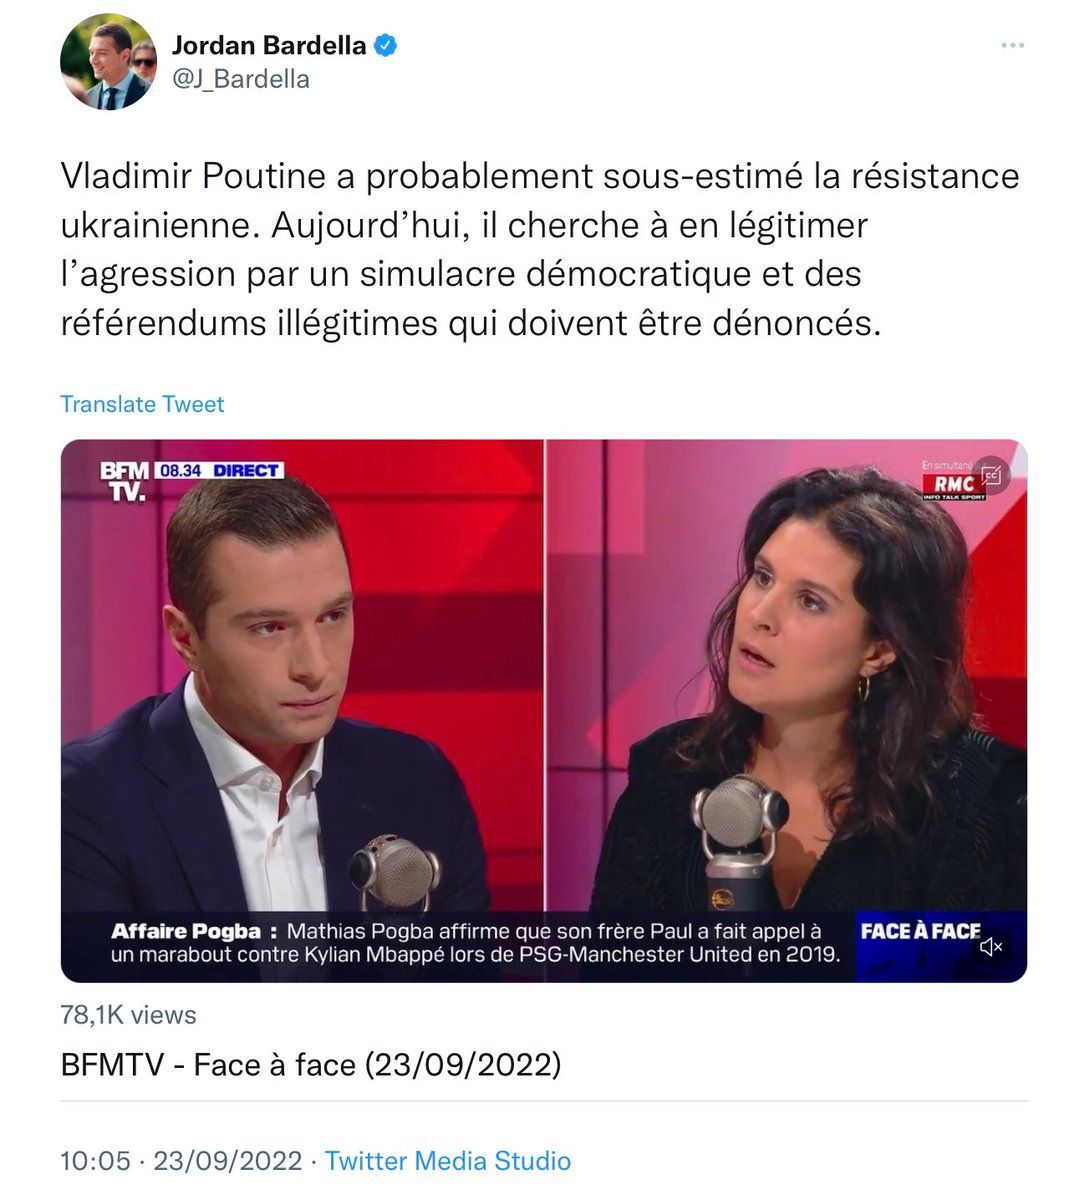 Jordan Bardella
@J_Bardella
Vladimir Poutine a probablement sous-estimé la résistance
ukrainienne. Aujourd’hui, il cherche à en légitimer
l’agression par un simulacre démocratique et des
référendums illégitimes qui doivent être dénoncés.
Translate Tweet
BFM
TV.
08.34 DIRECT
En simultané
RMC
INFO TALK SPORT
CC
Affaire Pogba : Mathias Pogba affirme que son frère Paul a fait appel à
un marabout contre Kylian Mbappé lors de PSG-Manchester United en 2019.
FACE À FACE
78,1K views
BFMTV - Face à face (23/09/2022)
10:05 · 23/09/2022 · Twitter Media Studio